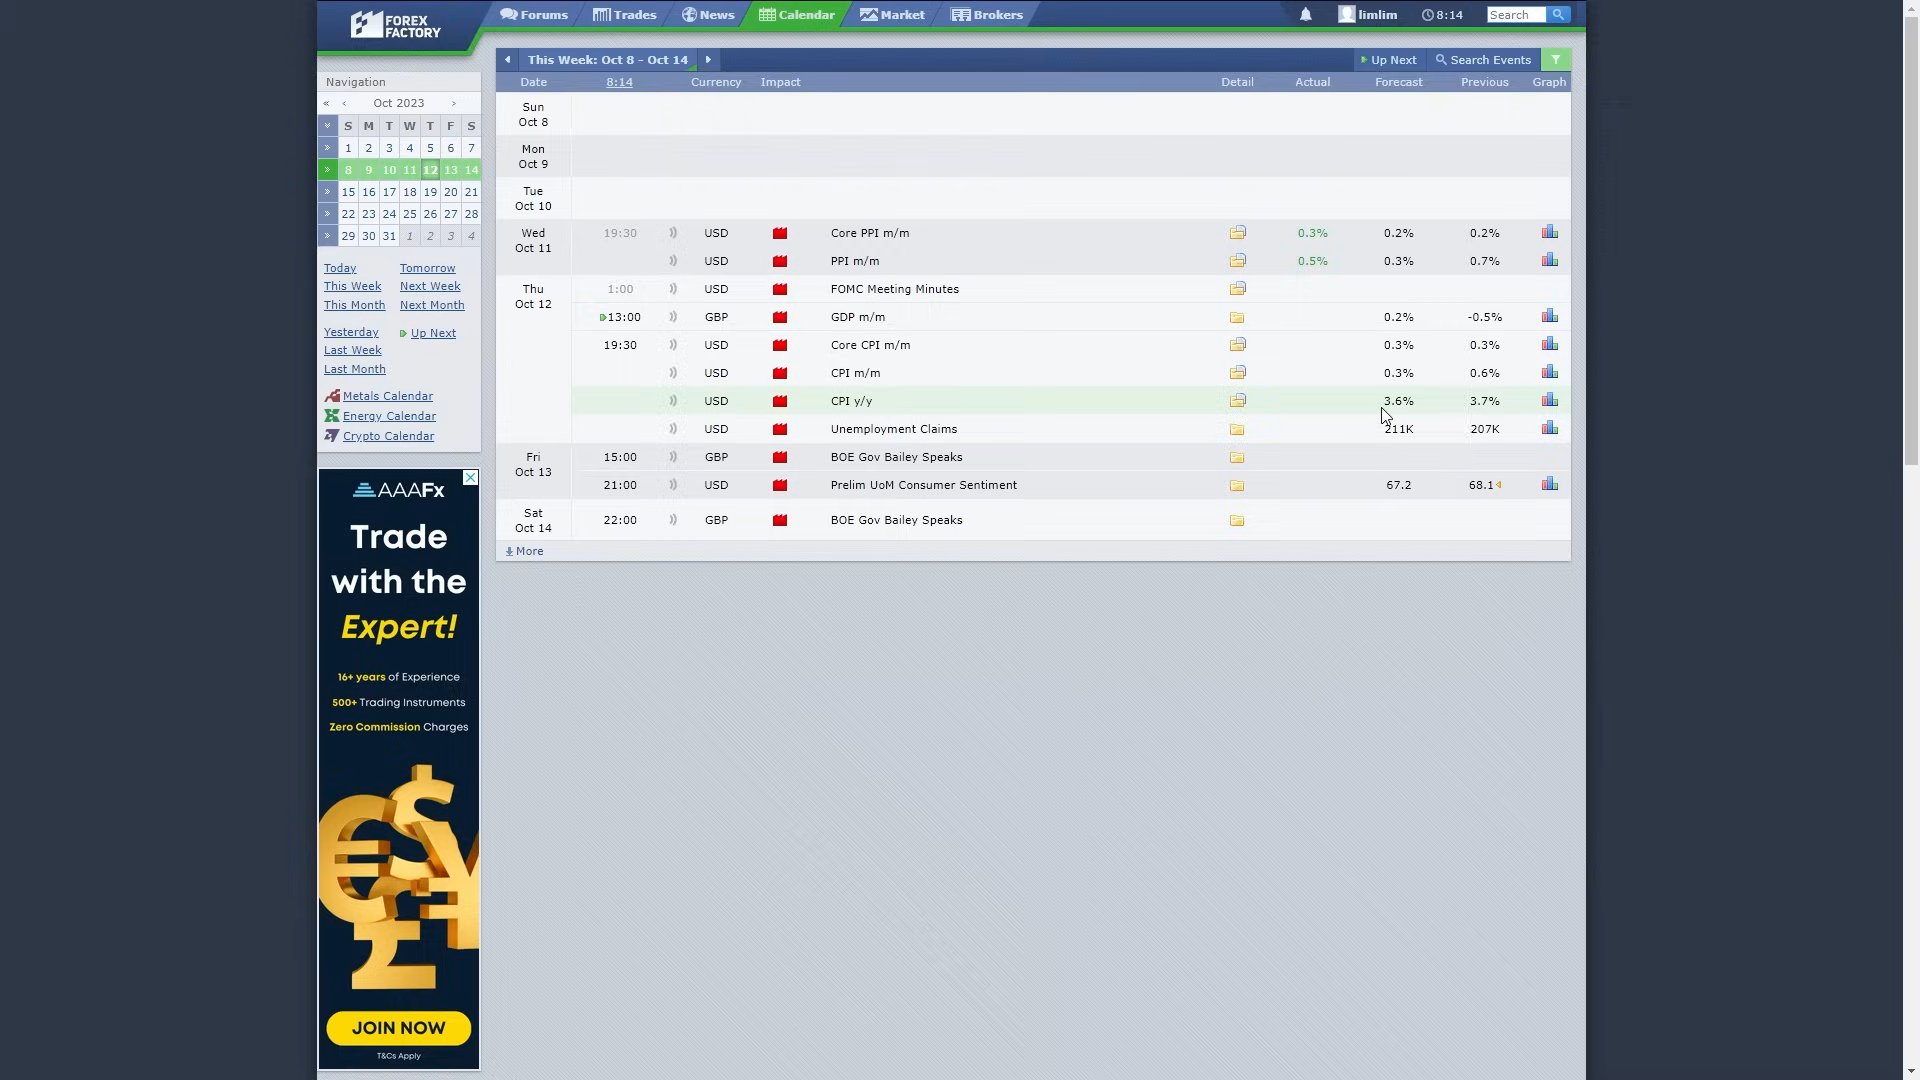 FOREX
FACTORY
Forums
Trades
News
Calendar
Market
Brokers
limlim
8:14
Search
Navigation
« ‹ Oct 2023 ›
S M T W T F S
» 1 2 3 4 5 6 7
» 8 9 10 11 12 13 14
» 15 16 17 18 19 20 21
» 22 23 24 25 26 27 28
» 29 30 31 1 2 3 4
Today Tomorrow
This Week Next Week
This Month Next Month
Yesterday Up Next
Last Week
Last Month
Metals Calendar
Energy Calendar
Crypto Calendar
AAAFx
Trade
with the
Expert!
16+ years of Experience
500+ Trading Instruments
Zero Commission Charges
JOIN NOW
T&Cs Apply
This Week: Oct 8 - Oct 14
Up Next
Search Events
Date 8:14 Currency Impact Detail Actual Forecast Previous Graph
Sun
Oct 8
Mon
Oct 9
Tue
Oct 10
Wed
Oct 11
19:30 USD Core PPI m/m 0.3% 0.2% 0.2%
USD PPI m/m 0.5% 0.3% 0.7%
Thu
Oct 12
1:00 USD FOMC Meeting Minutes
13:00 GBP GDP m/m 0.2% -0.5%
19:30 USD Core CPI m/m 0.3% 0.3%
USD CPI m/m 0.3% 0.6%
USD CPI y/y 3.6% 3.7%
USD Unemployment Claims 211K 207K
Fri
Oct 13
15:00 GBP BOE Gov Bailey Speaks
21:00 USD Prelim UoM Consumer Sentiment 67.2 68.1
Sat
Oct 14
22:00 GBP BOE Gov Bailey Speaks
More